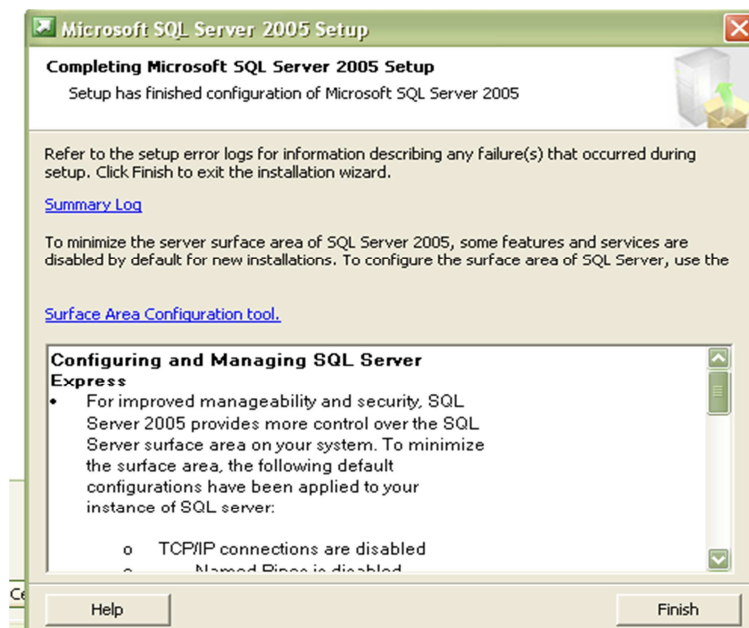 Microsoft SQL Server 2005 Setup
Completing Microsoft SQL Server 2005 Setup
Setup has finished configuration of Microsoft SQL Server 2005
Refer to the setup error logs for information describing any failure(s) that occurred during
setup. Click Finish to exit the installation wizard.
Summary Log
To minimize the server surface area of SQL Server 2005, some features and services are
disabled by default for new installations. To configure the surface area of SQL Server, use the
Surface Area Configuration tool.
Configuring and Managing SQL Server
Express
• For improved manageability and security, SQL
Server 2005 provides more control over the SQL
Server surface area on your system. To minimize
the surface area, the following default
configurations have been applied to your
instance of SQL server:
o TCP/IP connections are disabled
o Named Pipes is disabled
Ce
Help
Finish